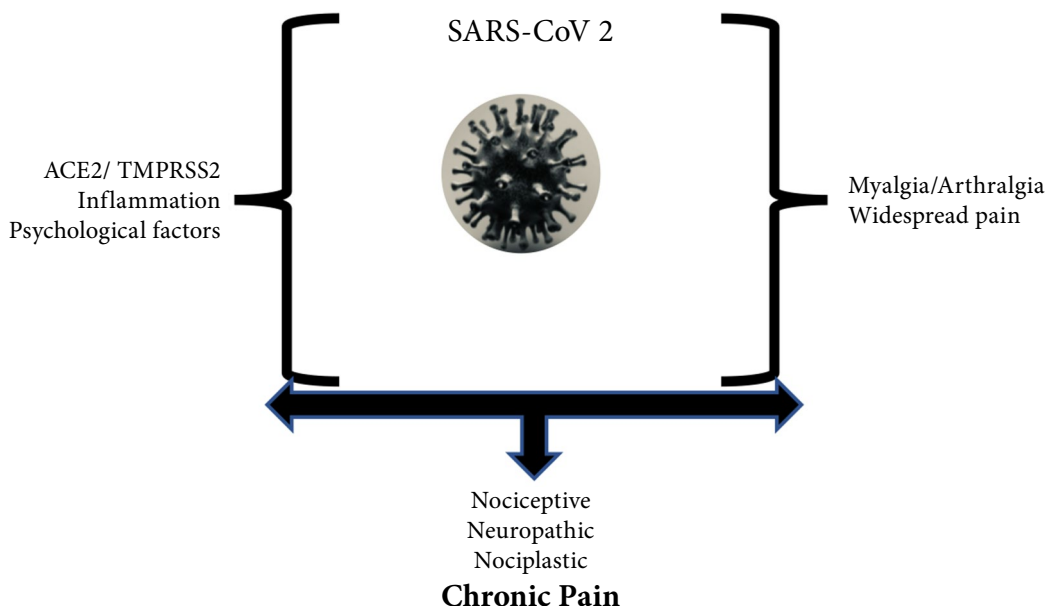 SARS-CoV 2
ACE2/ TMPRSS2
Inflammation
Psychological factors
Myalgia/Arthralgia
Widespread pain
Nociceptive
Neuropathic
Nociplastic
Chronic Pain